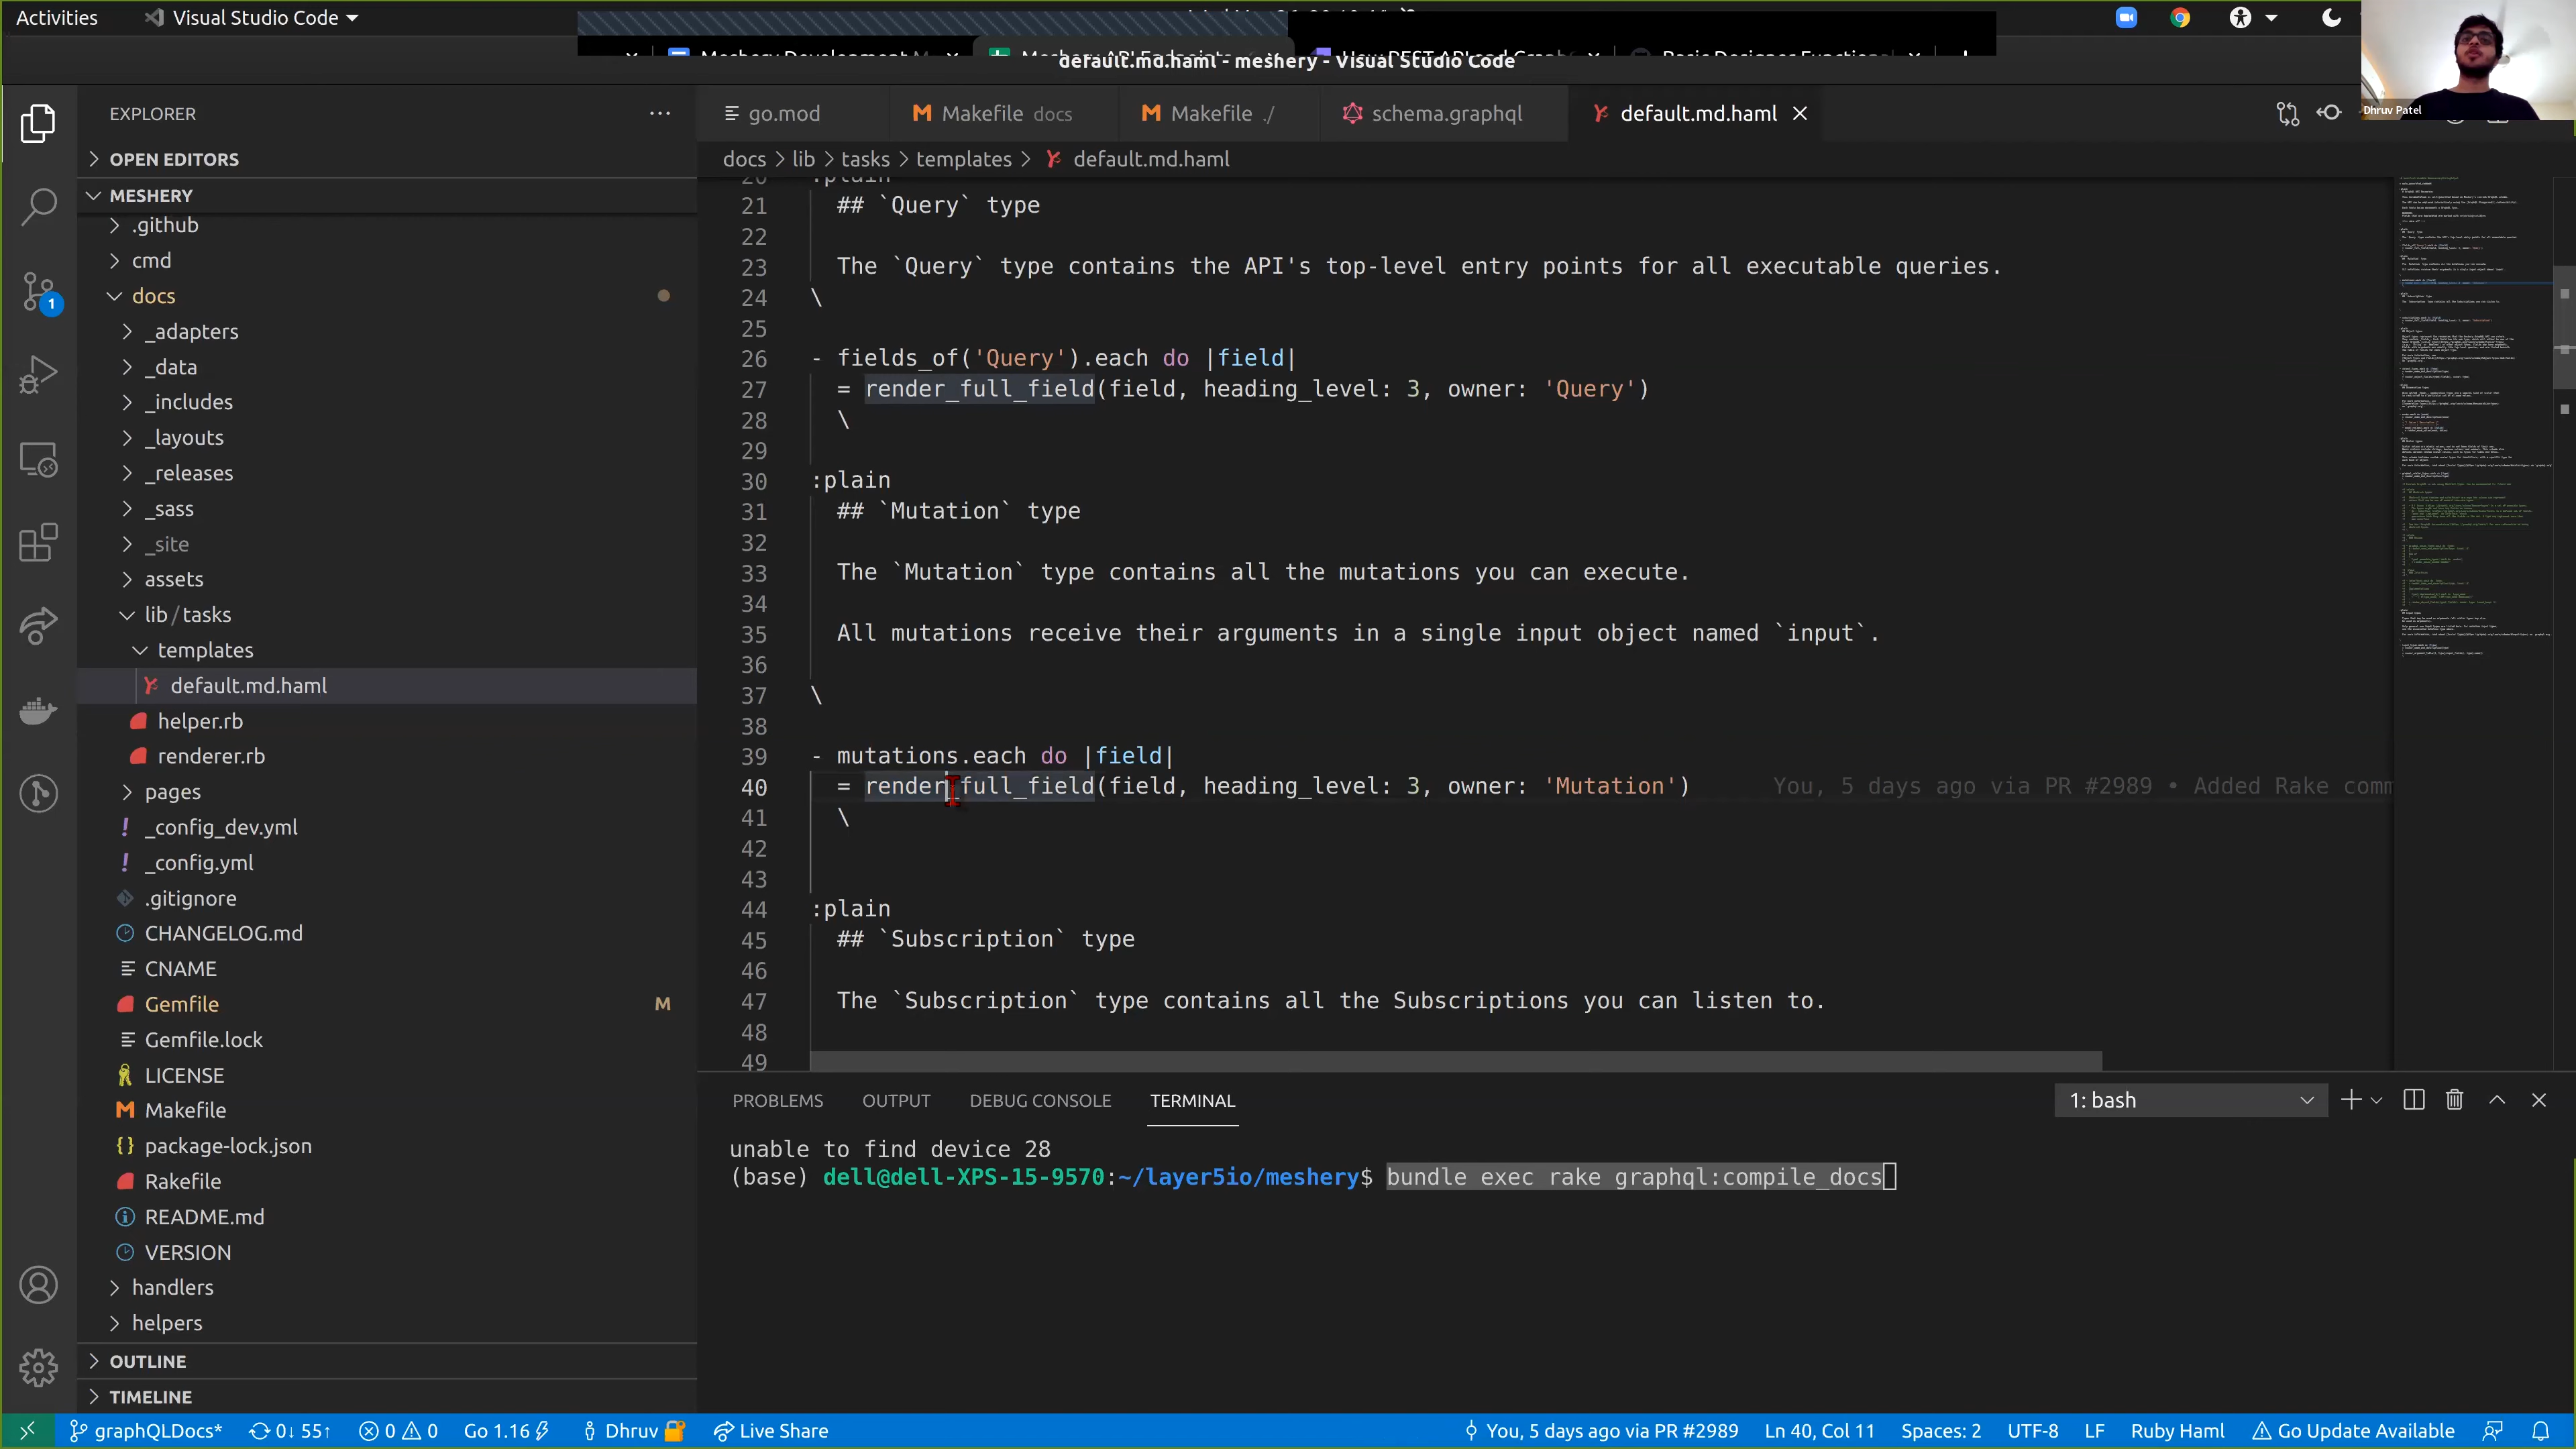 Activities
Visual Studio Code
default.md.haml - meshery - Visual Studio Code
Dhruv Patel
EXPLORER
OPEN EDITORS
MESHERY
.github
cmd
docs
_adapters
_data
_includes
_layouts
_releases
_sass
_site
assets
lib / tasks
templates
default.md.haml
helper.rb
renderer.rb
pages
! _config_dev.yml
! _config.yml
.gitignore
CHANGELOG.md
CNAME
Gemfile M
Gemfile.lock
LICENSE
Makefile
package-lock.json
Rakefile
README.md
VERSION
handlers
helpers
OUTLINE
TIMELINE
go.mod
Makefile docs
Makefile ./
schema.graphql
default.md.haml
docs > lib > tasks > templates > default.md.haml
20 :plain
21 ## `Query` type
22
23 The `Query` type contains the API's top-level entry points for all executable queries.
24 \
25
26 - fields_of('Query').each do |field|
27 = render_full_field(field, heading_level: 3, owner: 'Query')
28 \
29
30 :plain
31 ## `Mutation` type
32
33 The `Mutation` type contains all the mutations you can execute.
34
35 All mutations receive their arguments in a single input object named `input`.
36
37 \
38
39 - mutations.each do |field|
40 = render_full_field(field, heading_level: 3, owner: 'Mutation') You, 5 days ago via PR #2989 • Added Rake comm
41 \
42
43
44 :plain
45 ## `Subscription` type
46
47 The `Subscription` type contains all the Subscriptions you can listen to.
48
49
PROBLEMS OUTPUT DEBUG CONSOLE TERMINAL
1: bash
unable to find device 28
(base) dell@dell-XPS-15-9570:~/layer5io/meshery$ bundle exec rake graphql:compile_docs
1
graphQLDocs* 0↓ 55↑ 0 0 Go 1.16 Dhruv Live Share
You, 5 days ago via PR #2989 Ln 40, Col 11 Spaces: 2 UTF-8 LF Ruby Haml Go Update Available